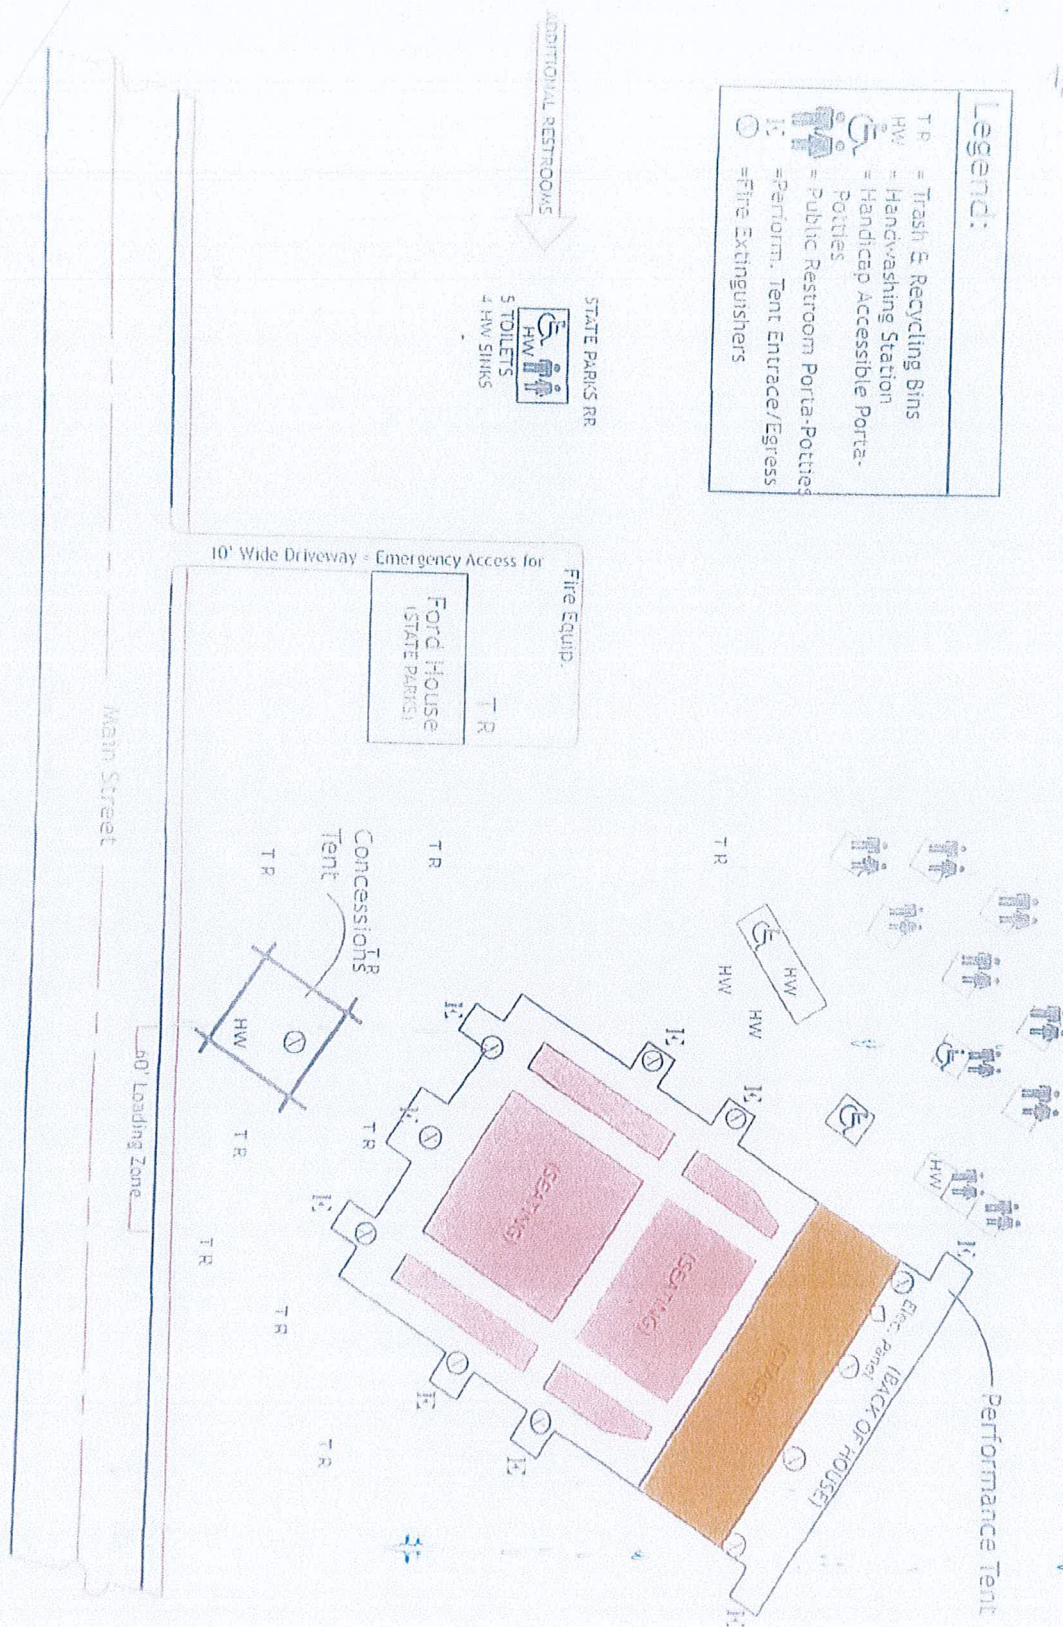 Legend:
T R = Trash & Recycling Bins
HW = Handwashing Station
= Handicap Accessible Porta-
Potties
= Public Restroom Porta-Potties
E =Perform. Tent Entrace/Egress
=Fire Extinguishers
ADDITIONAL RESTROOMS
STATE PARKS RR
HW
5 TOILETS
4 HW SINKS
10' Wide Driveway = Emergency Access for
Fire Equip.
Ford House
(STATE PARKS)
T R
Main Street
60' Loading Zone
Concessions
Tent
T R
T R
T R
T R
HW
HW
HW
HW
HW
T R
T R
T R
T R
T R
E
E
E
E
E
E
E
E
E
(SEATING)
(SEATING)
(STAGE)
Elec. Panel
(BACK OF HOUSE)
Performance Tent